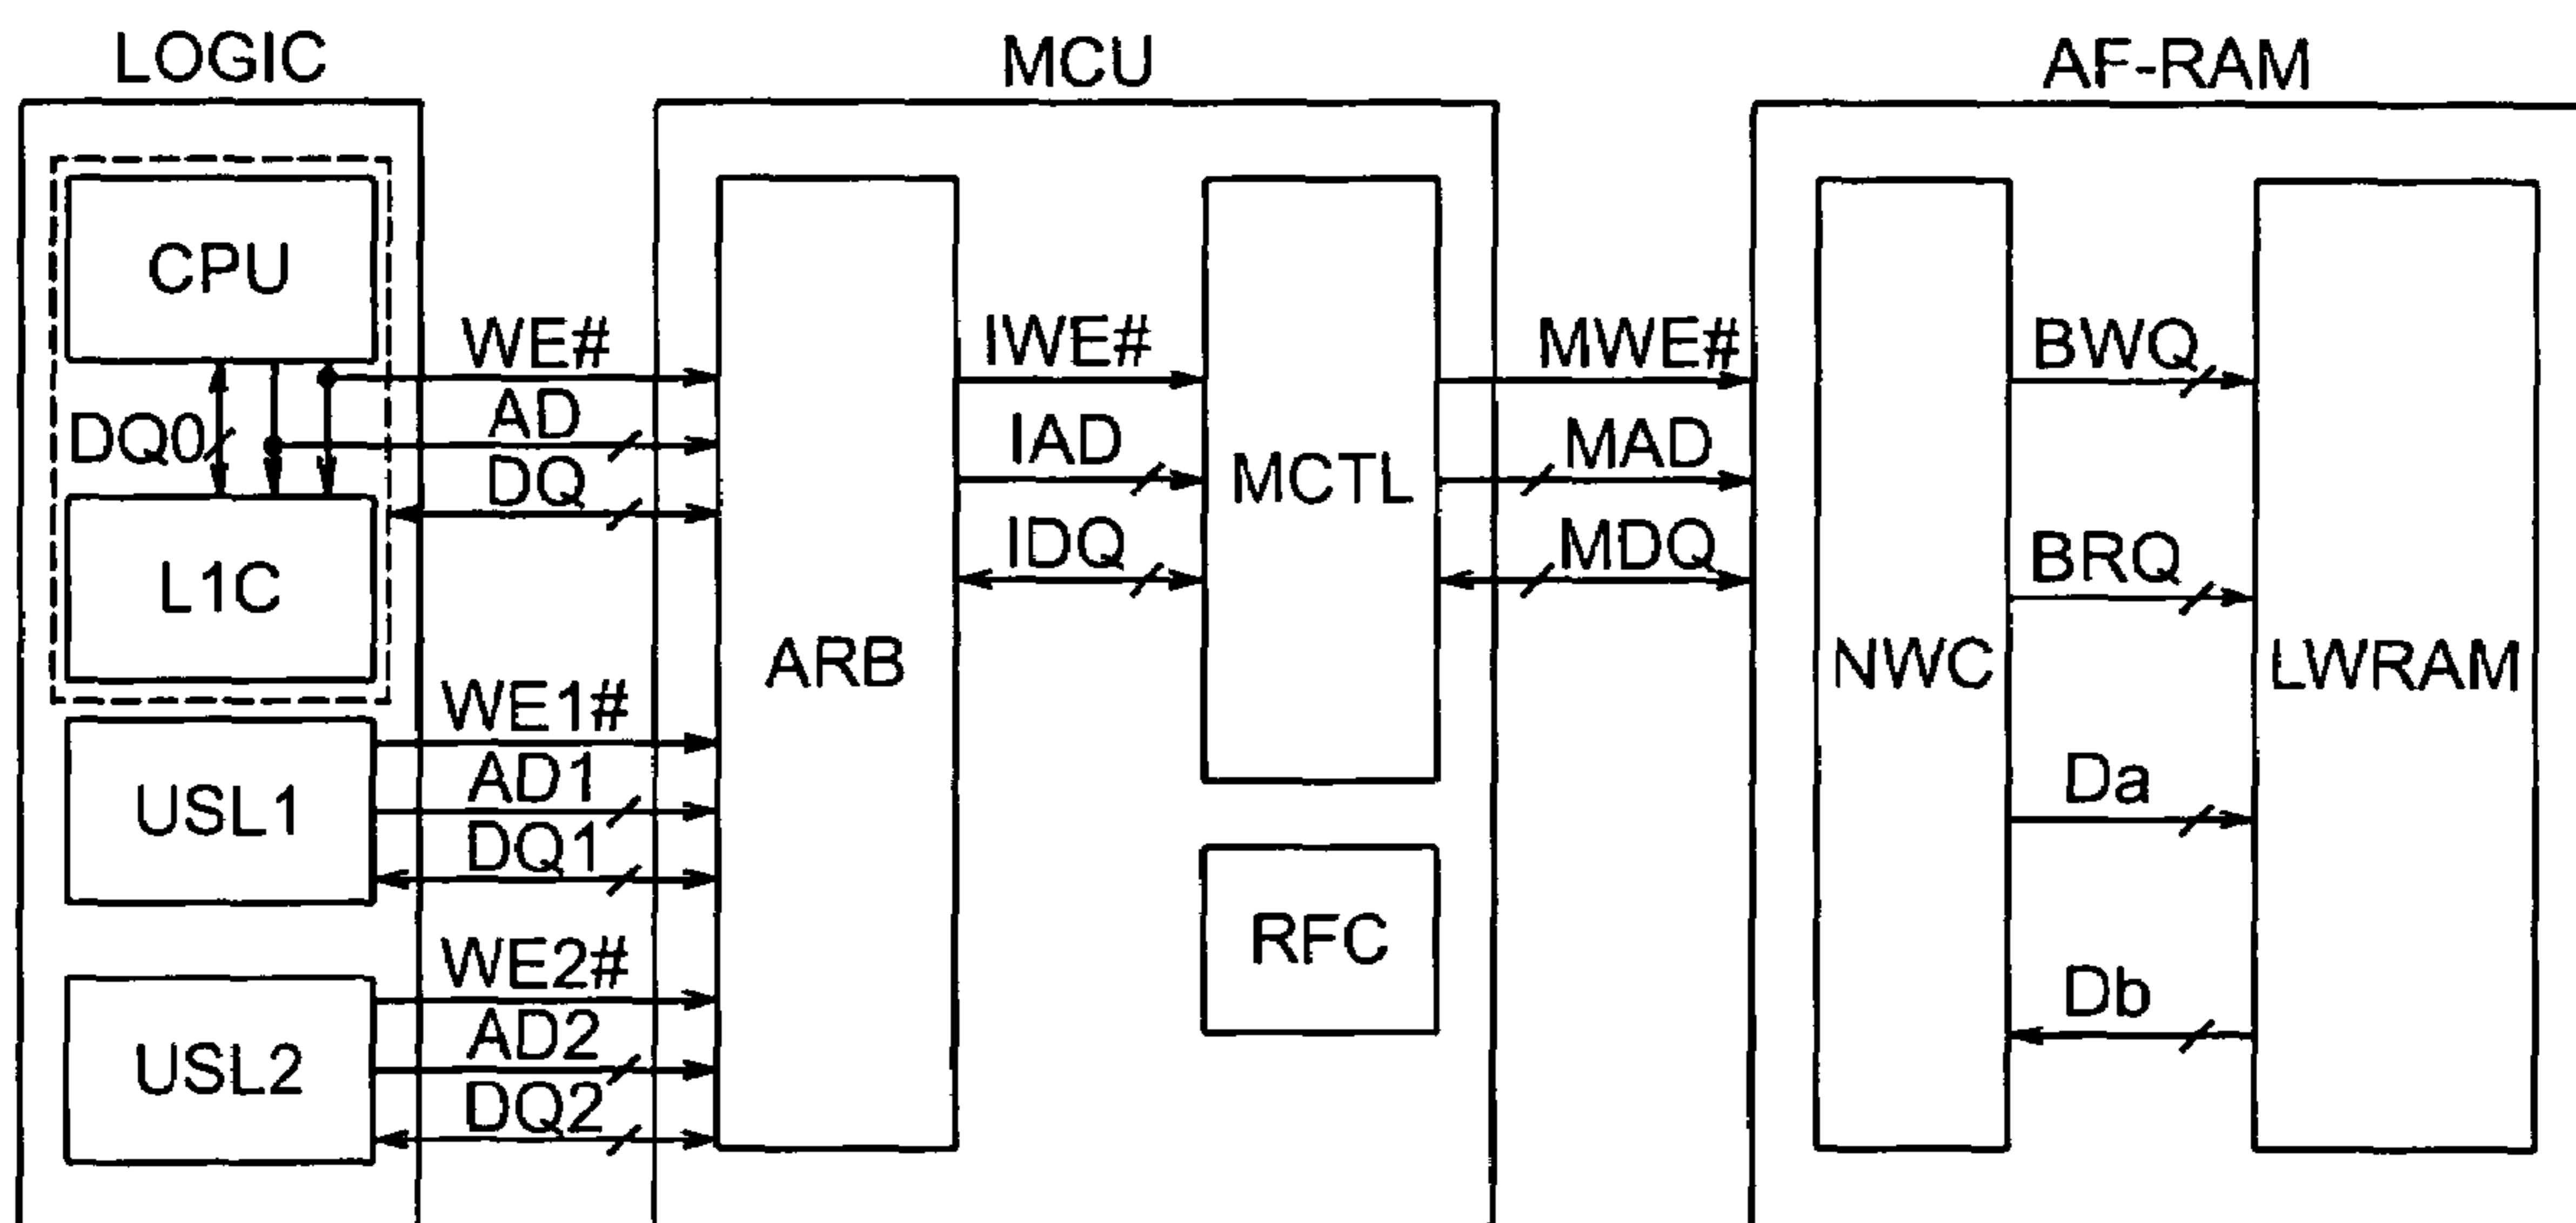 LOGIC
MCU
AF-RAM
CPU
DQ0
L1C
USL1
USL2
WE#
AD
DQ
WE1#
AD1
DQ1
WE2#
AD2
DQ2
ARB
IWE#
IAD
IDQ
MCTL
RFC
MWE#
MAD
MDQ
NWC
BWQ
BRQ
Da
Db
LWRAM